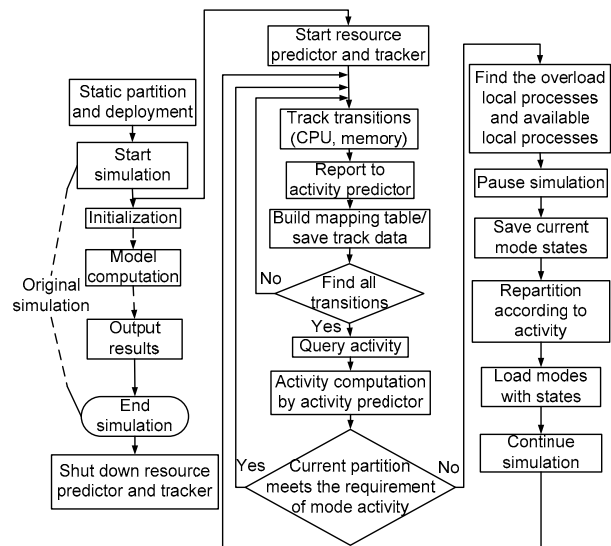 Static partition
and deployment
Start
simulation
Initialization
Model
computation
Original
simulation
Output
results
End
simulation
Shut down resource
predictor and tracker
Start resource
predictor and tracker
Track transitions
(CPU, memory)
Report to
activity predictor
Build mapping table/
save track data
No
Find all
transitions
Yes
Query activity
Activity computation
by activity predictor
Yes
Current partition
meets the requirement
of mode activity
No
Find the overload
local processes
and available
local processes
Pause simulation
Save current
mode states
Repartition
according to
activity
Load modes
with states
Continue
simulation